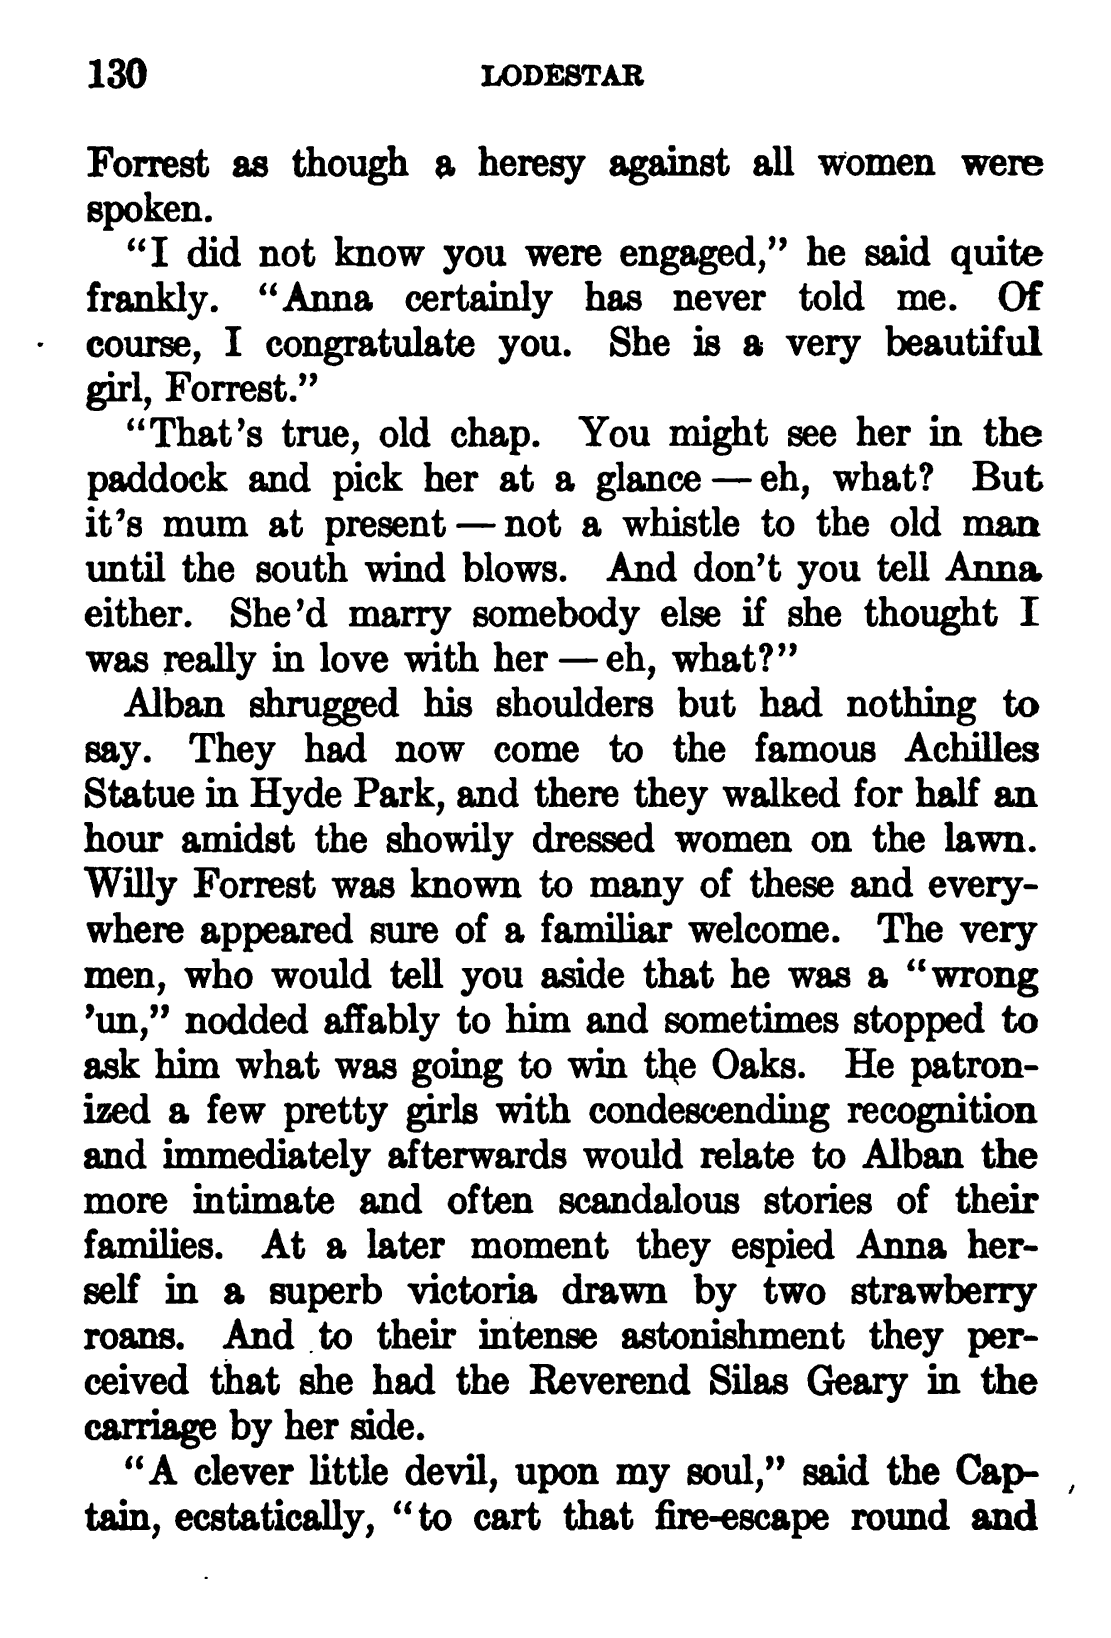 130 LODESTAR
Forrest as though a heresy against all women were
spoken.
"I did not know you were engaged," he said quite
frankly. "Anna certainly has never told me. Of
course, I congratulate you. She is a very beautiful
girl, Forrest."
"That's true, old chap. You might see her in the
paddock and pick her at a glance — eh, what? But
it's mum at present — not a whistle to the old man
until the south wind blows. And don't you tell Anna
either. She'd marry somebody else if she thought I
was really in love with her — eh, what?"
Alban shrugged his shoulders but had nothing to
say. They had now come to the famous Achilles
Statue in Hyde Park, and there they walked for half an
hour amidst the showily dressed women on the lawn.
Willy Forrest was known to many of these and every-
where appeared sure of a familiar welcome. The very
men, who would tell you aside that he was a "wrong
'un," nodded affably to him and sometimes stopped to
ask him what was going to win the Oaks. He patron-
ized a few pretty girls with condescending recognition
and immediately afterwards would relate to Alban the
more intimate and often scandalous stories of their
families. At a later moment they espied Anna her-
self in a superb victoria drawn by two strawberry
roans. And to their intense astonishment they per-
ceived that she had the Reverend Silas Geary in the
carriage by her side.
"A clever little devil, upon my soul," said the Cap-
tain, ecstatically, "to cart that fire-escape round and